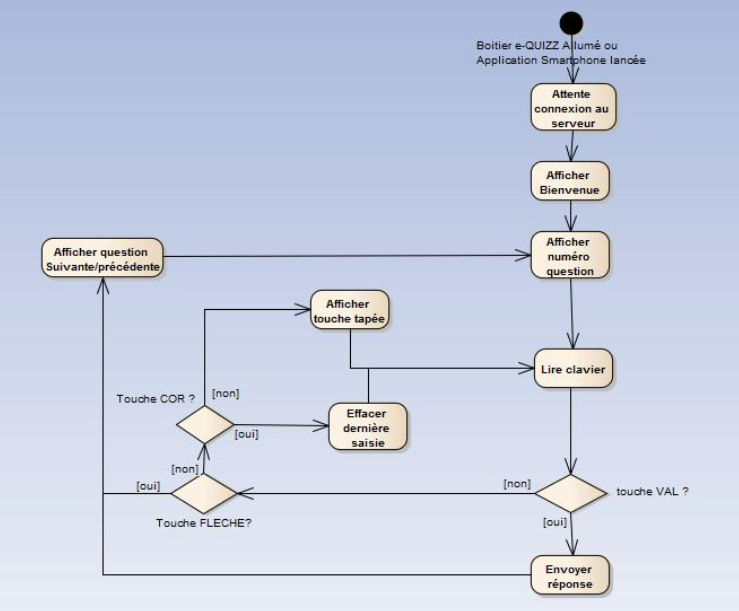 Boitier e-QUIZZ Allumé ou
Application Smartphone lancée
Attente
connexion au
serveur
Afficher
Bienvenue
Afficher
numéro
question
Afficher question
Suivante/précédente
Afficher
touche tapée
Lire clavier
Touche COR ?
[non]
[oui]
Effacer
dernière
saisie
[non]
[oui]
Touche FLECHE?
[non]
touche VAL ?
[oui]
Envoyer
réponse